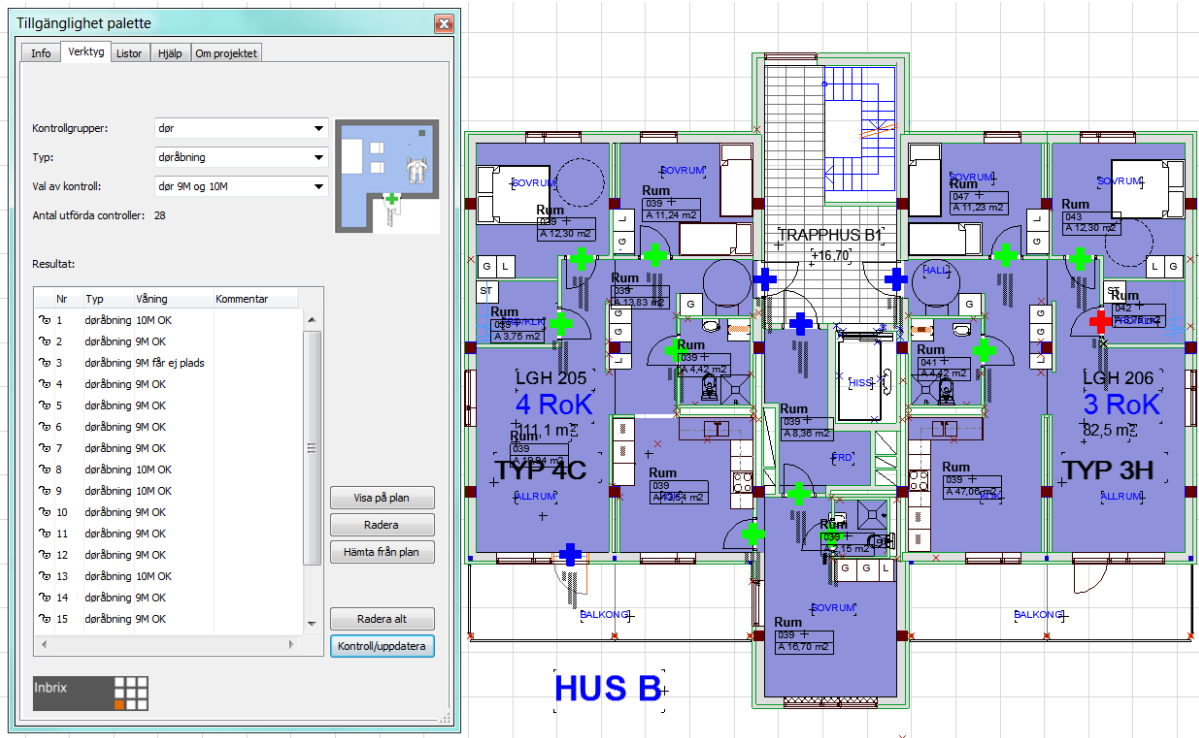 Tillgänglighet palette
Info Verktyg Listor Hjälp Om projektet
Kontrollgrupper: dør
Typ: døråbning
Val av kontroll: dør 9M og 10M
Antal utförda controller: 28
Resultat:
Nr Typ Våning Kommentar
1 døråbning 10M OK
2 døråbning 9M OK
3 døråbning 9M får ej plads
4 døråbning 9M OK
5 døråbning 9M OK
6 døråbning 9M OK
7 døråbning 9M OK
8 døråbning 10M OK
9 døråbning 10M OK
10 døråbning 9M OK
11 døråbning 9M OK
12 døråbning 9M OK
13 døråbning 10M OK
14 døråbning 9M OK
15 døråbning 9M OK
Visa på plan
Radera
Hämta från plan
Radera alt
Kontroll/uppdatera
Inbrix
SOVRUM
Rum
039
A 12,30 m2
SOVRUM
Rum
039
A 11,24 m2
L
G
G L
ST
TRAPPHUS B1
+16,70
SOVRUM
Rum
047
A 11,23 m2
SOVRUM
Rum
043
A 12,30 m2
L
G
L G
HALL
ST
Rum
039
A 13,83 m2
Rum
A 3,75 m2
G
G
G
L
Rum
039
A 4,42 m2
HISS
G
Rum
041
A 4,42 m2
G
G
L
Rum
042
LGH 205
4 RoK
111,1 m2
Rum
039
TYP 4C
ALLRUM
Rum
039
Rum
039
A 8,36 m2
FRD
Rum
039
A 47,06 m2
LGH 206
3 RoK
82,5 m2
TYP 3H
ALLRUM
Rum
039
G G L
SOVRUM
Rum
039
A 16,70 m2
BALKONG
BALKONG
HUS B